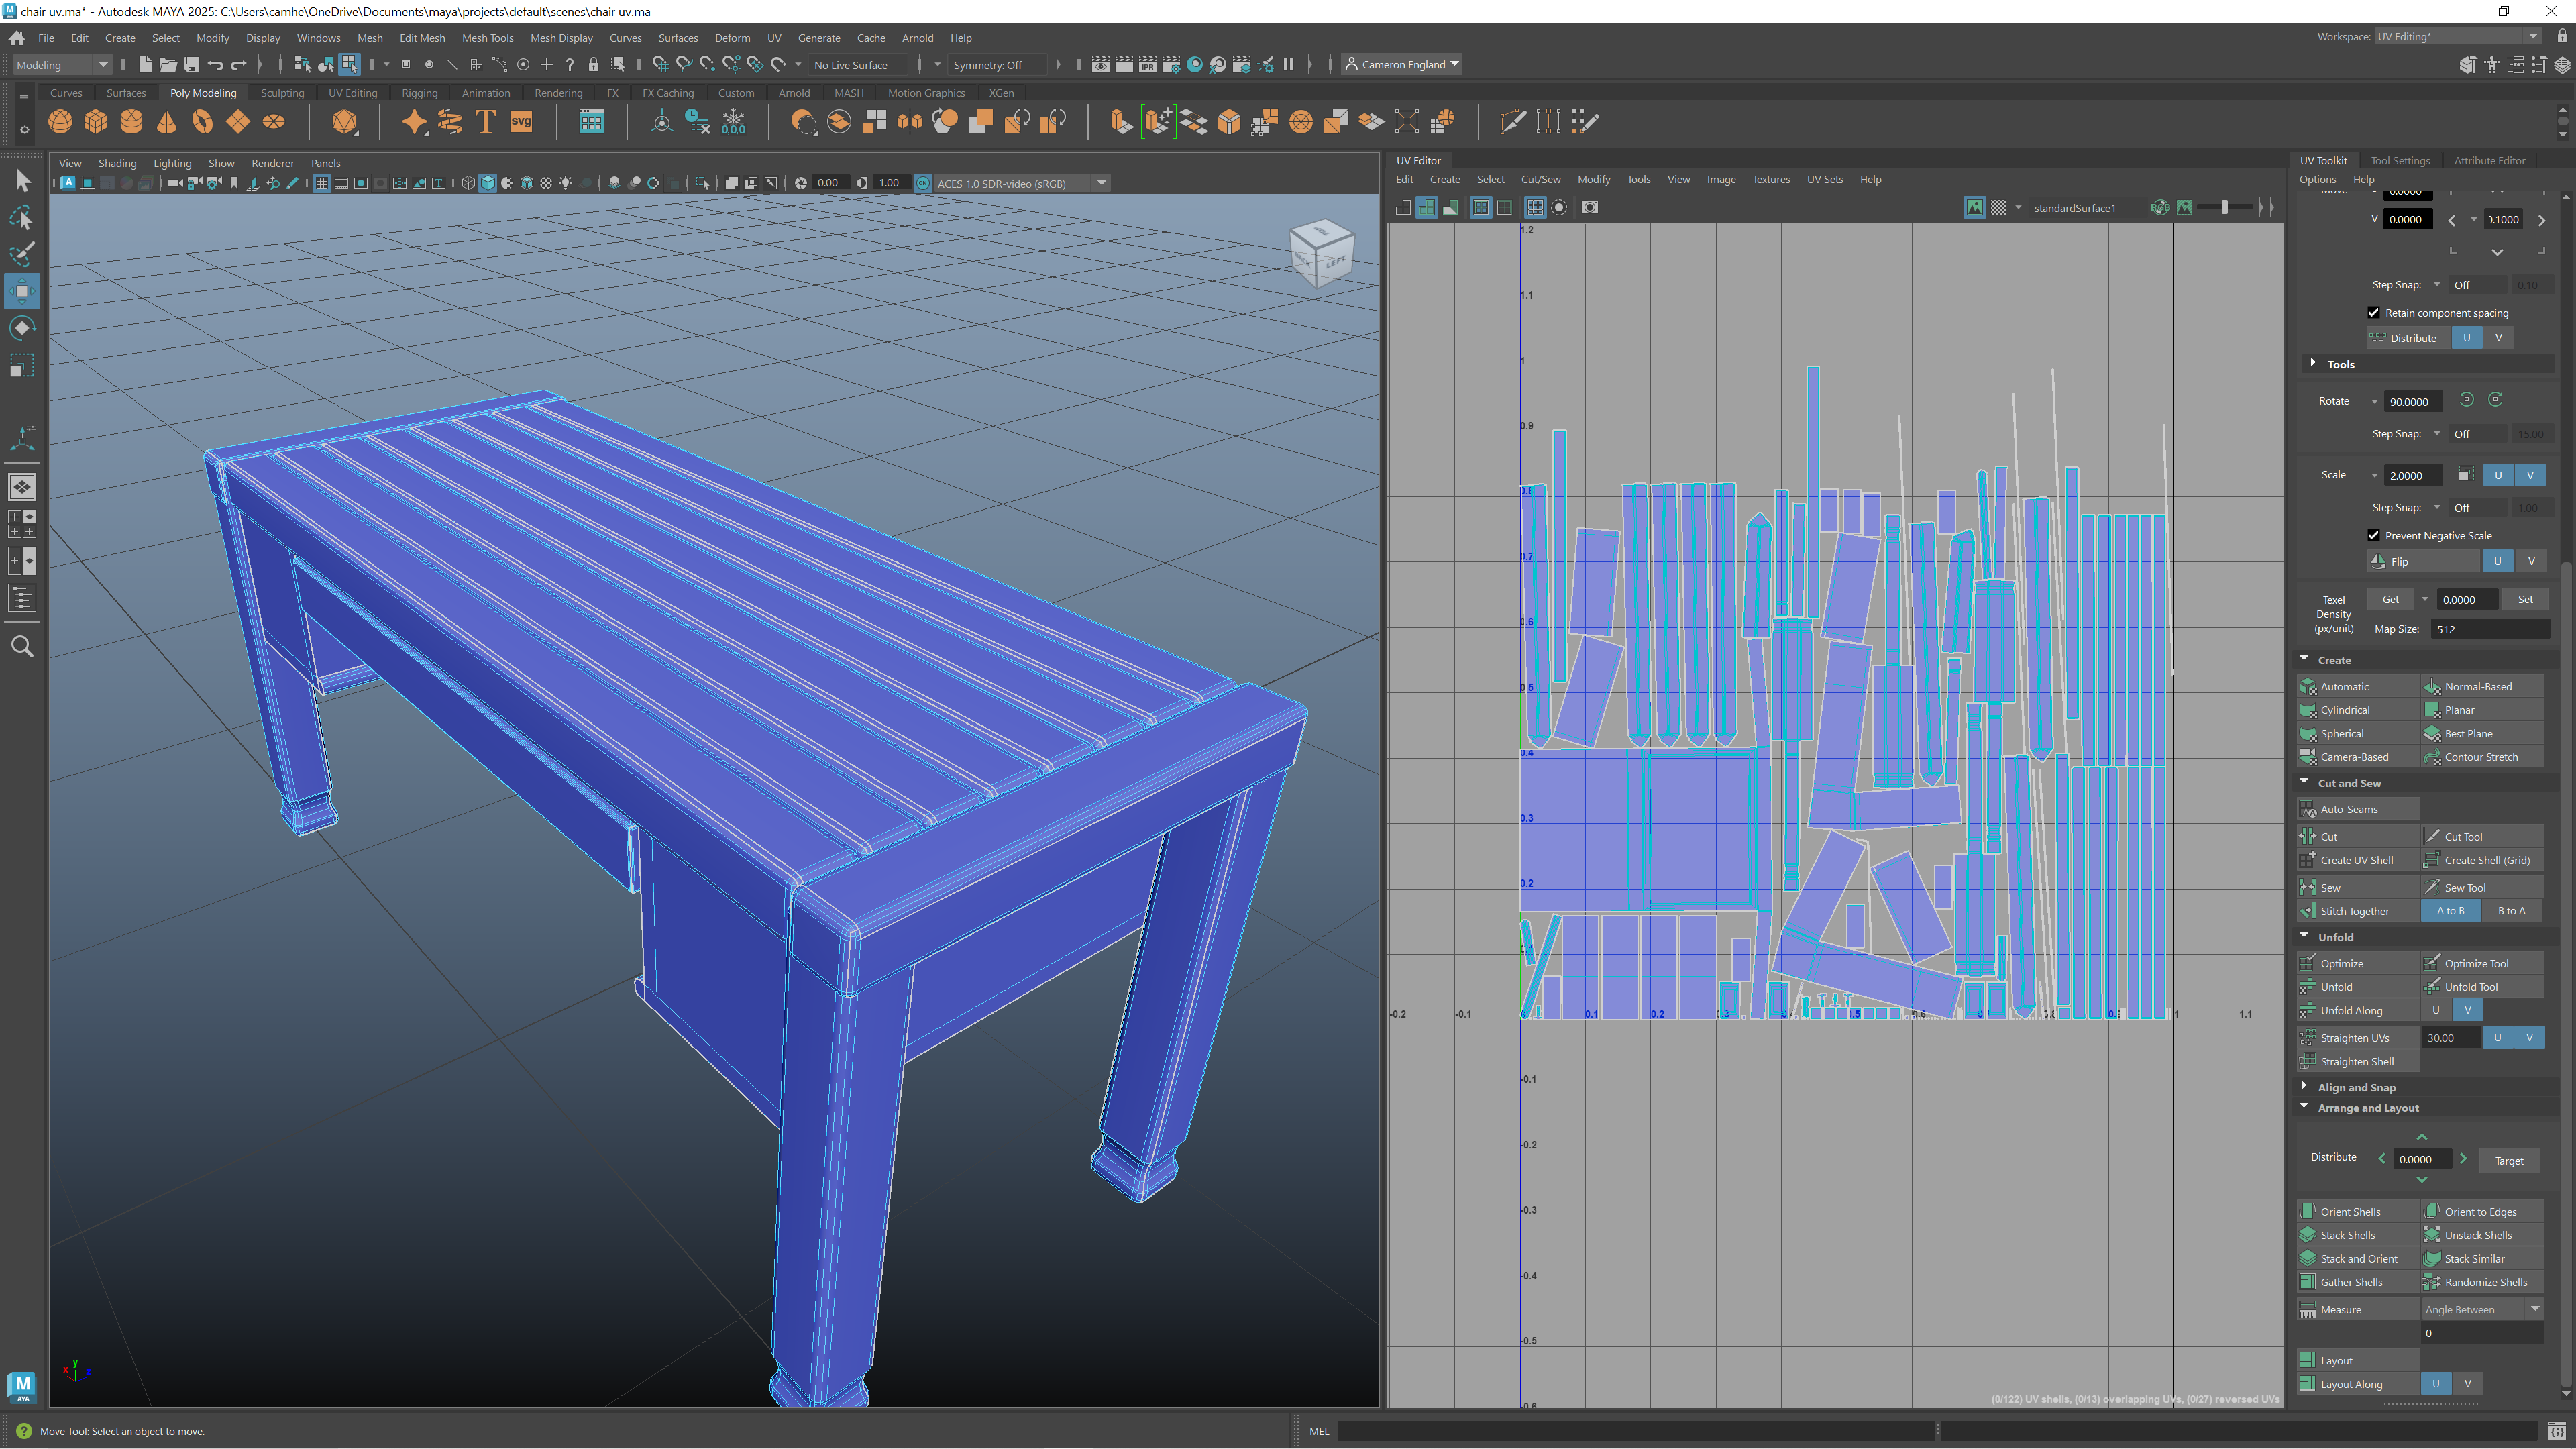 chair uv.ma* - Autodesk MAYA 2025: C:\Users\camhe\OneDrive\Documents\maya\projects\default\scenes\chair uv.ma
File Edit Create Select Modify Display Windows Mesh Edit Mesh Mesh Tools Mesh Display Curves Surfaces Deform UV Generate Cache Arnold Help
Workspace: UV Editing*
Modeling No Live Surface Symmetry: Off IPR Cameron England
Curves Surfaces Poly Modeling Sculpting UV Editing Rigging Animation Rendering FX FX Caching Custom Arnold MASH Motion Graphics XGen
T SVG 0,0,0
View Shading Lighting Show Renderer Panels
0.00 1.00 ON ACES 1.0 SDR-video (sRGB)
LEFT
UV Editor
Edit Create Select Cut/Sew Modify Tools View Image Textures UV Sets Help
standardSurface1 RGB
1.2
1.1
1
0.9
0.8
0.7
0.6
0.5
0.4
0.3
0.2
-0.2 -0.1 0.1 0.2 1 1.1
-0.1
-0.2
-0.3
-0.4
-0.5
(0/122) UV shells, (0/13) overlapping UVs, (0/27) reversed UVs
UV Toolkit Tool Settings Attribute Editor
Options Help
V 0.0000 0.1000
Step Snap: Off 0.10
Retain component spacing
Distribute U V
Tools
Rotate 90.0000
Step Snap: Off 15.00
Scale 2.0000 U V
Step Snap: Off 1.00
Prevent Negative Scale
Flip U V
Texel Density (px/unit) Get 0.0000 Set
Map Size: 512
Create
Automatic Normal-Based
Cylindrical Planar
Spherical Best Plane
Camera-Based Contour Stretch
Cut and Sew
Auto-Seams
Cut Cut Tool
Create UV Shell Create Shell (Grid)
Sew Sew Tool
Stitch Together A to B B to A
Unfold
Optimize Optimize Tool
Unfold Unfold Tool
Unfold Along U V
Straighten UVs 30.00 U V
Straighten Shell
Align and Snap
Arrange and Layout
Distribute 0.0000 Target
Orient Shells Orient to Edges
Stack Shells Unstack Shells
Stack and Orient Stack Similar
Gather Shells Randomize Shells
Measure Angle Between
0
Layout
Layout Along U V
x y
M
AYA
Move Tool: Select an object to move.
MEL